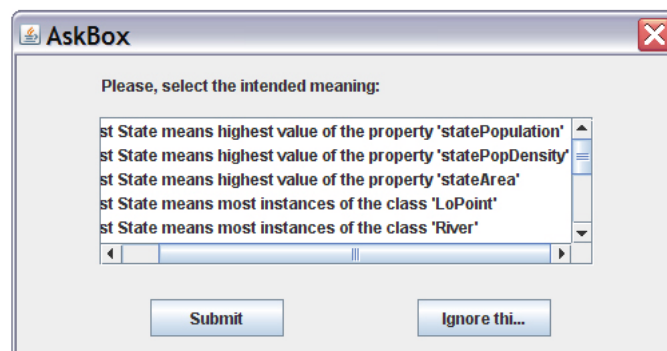 AskBox
Please, select the intended meaning:
st State means highest value of the property 'statePopulation'
st State means highest value of the property 'statePopDensity'
st State means highest value of the property 'stateArea'
st State means most instances of the class 'LoPoint'
st State means most instances of the class 'River'
Submit Ignore thi...